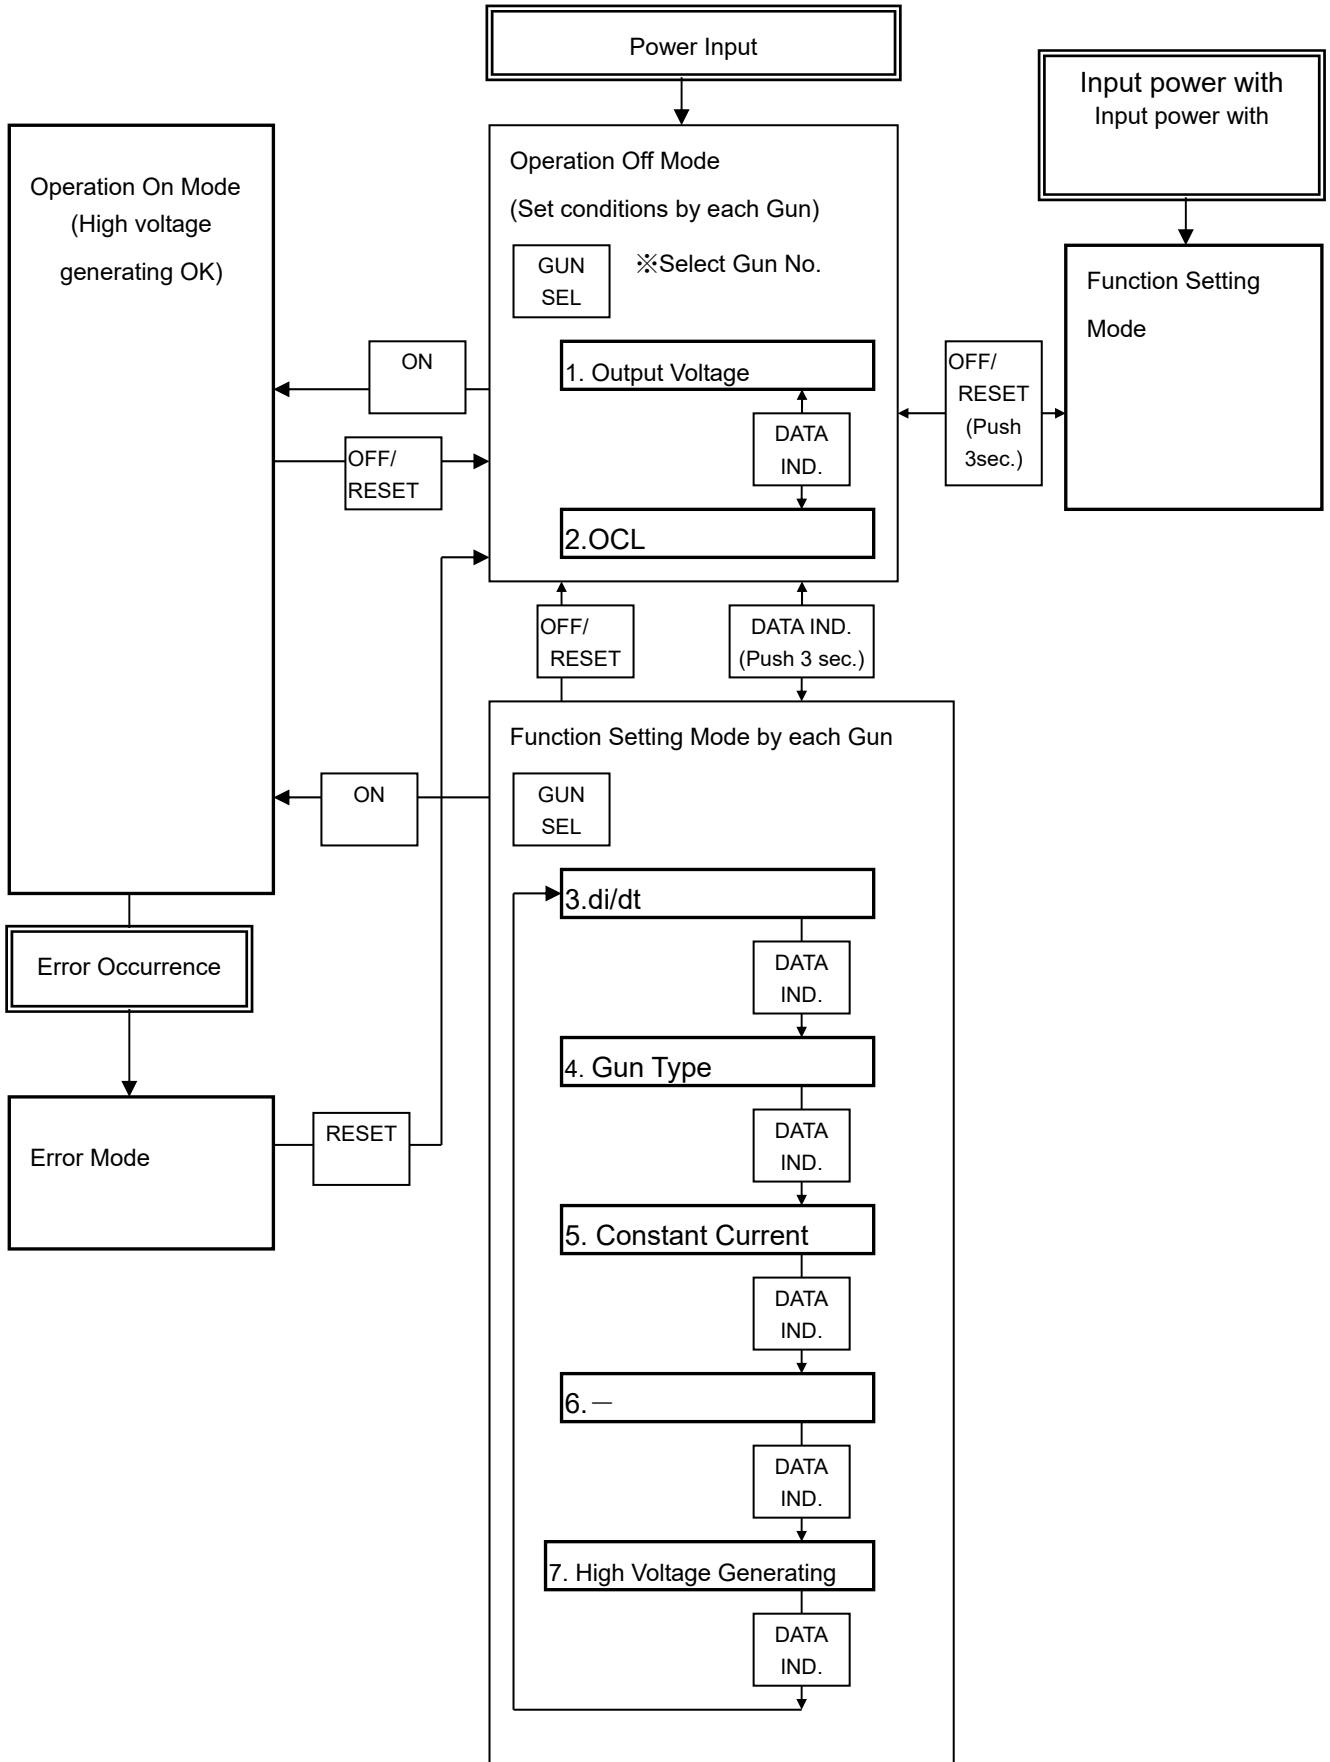 Power Input
Input power with
Input power with
Operation On Mode
(High voltage
generating OK)
Operation Off Mode
(Set conditions by each Gun)
GUN
SEL
※Select Gun No.
Function Setting
Mode
1. Output Voltage
ON
OFF/
RESET
(Push
3sec.)
DATA
IND.
OFF/
RESET
2.OCL
OFF/
RESET
DATA IND.
(Push 3 sec.)
Function Setting Mode by each Gun
ON
GUN
SEL
3.di/dt
DATA
IND.
Error Occurrence
4. Gun Type
DATA
IND.
RESET
Error Mode
5. Constant Current
DATA
IND.
6.－
DATA
IND.
7. High Voltage Generating
DATA
IND.